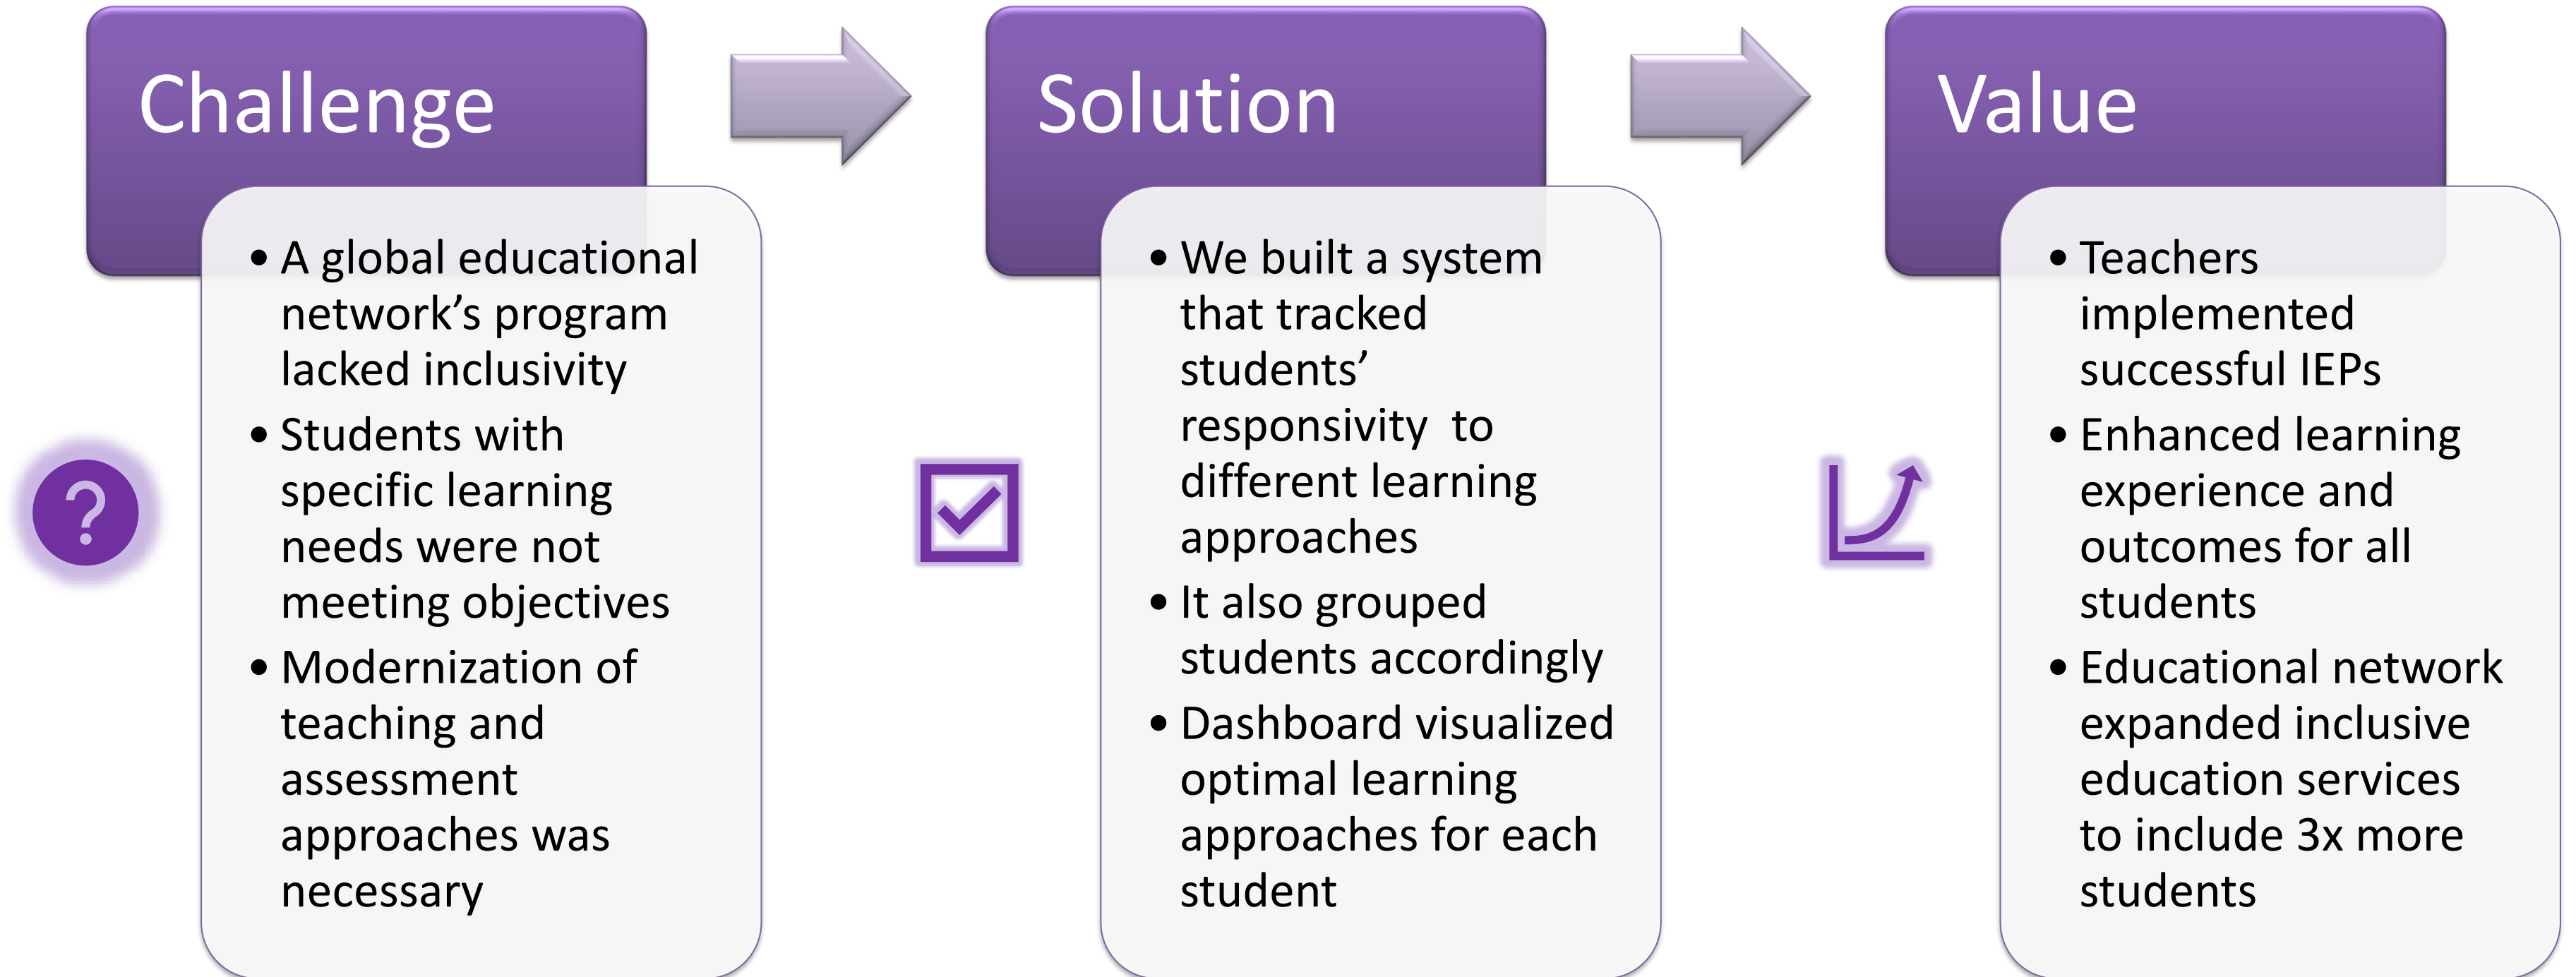 Challenge
• A global educational
network’s program
lacked inclusivity
• Students with
specific learning
needs were not
meeting objectives
• Modernization of
teaching and
assessment
approaches was
necessary
?
Solution
• We built a system
that tracked
students’
responsivity  to
different learning
approaches
• It also grouped
students accordingly
• Dashboard visualized
optimal learning
approaches for each
student
Value
• Teachers
implemented
successful IEPs
• Enhanced learning
experience and
outcomes for all
students
• Educational network
expanded inclusive
education services
to include 3x more
students